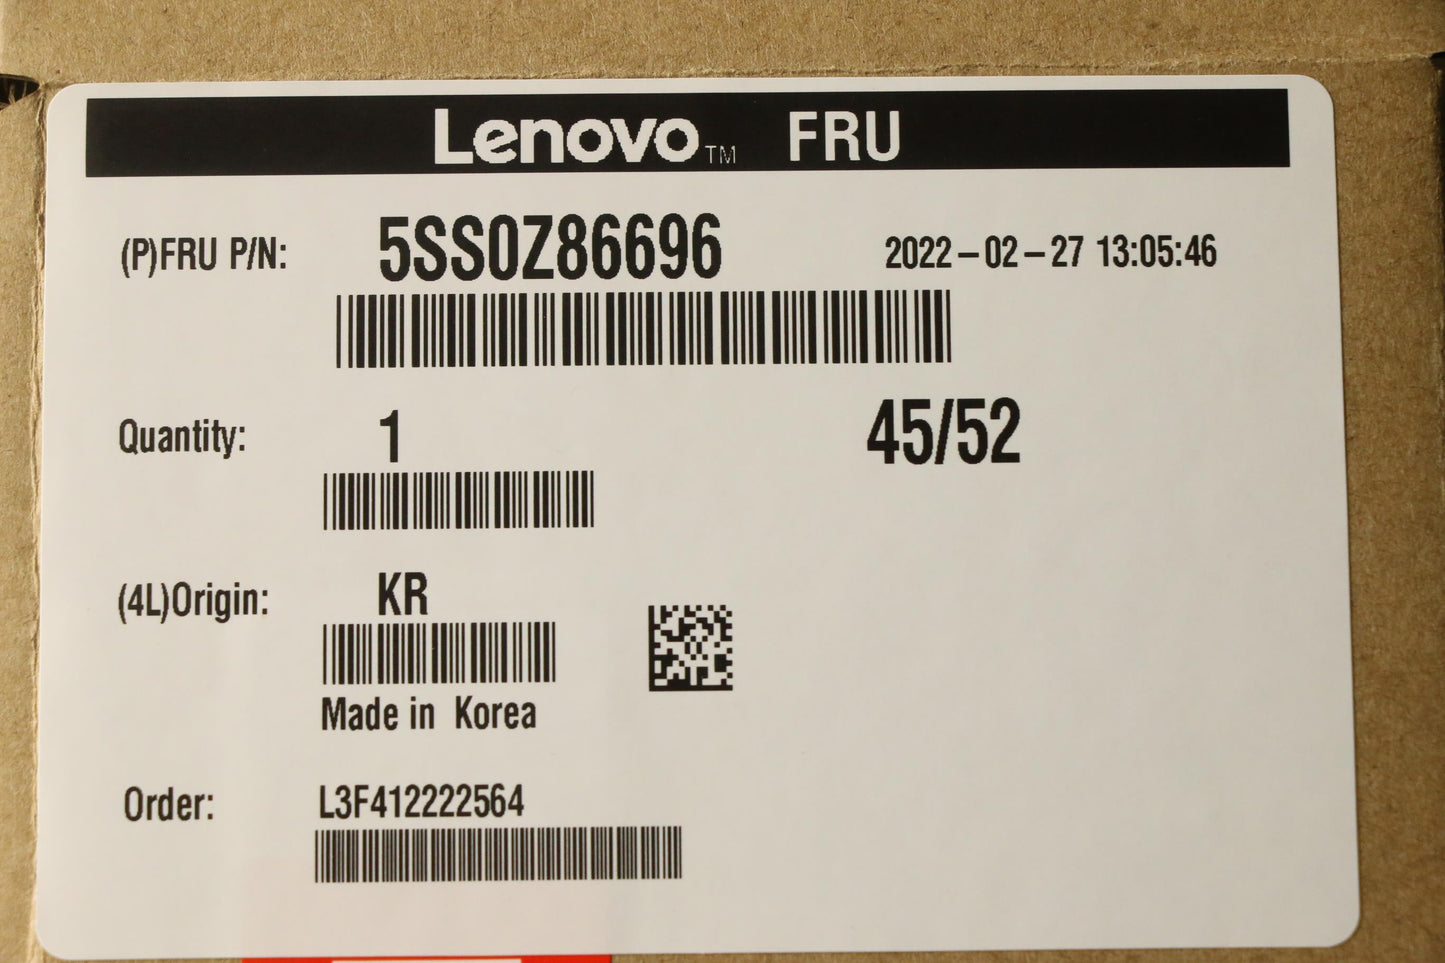 Lenovo™ FRU
(P)FRU P/N: 5SS0Z86696 2022-02-27 13:05:46
Quantity: 1 45/52
(4L)Origin: KR
Made in Korea
Order: L3F412222564